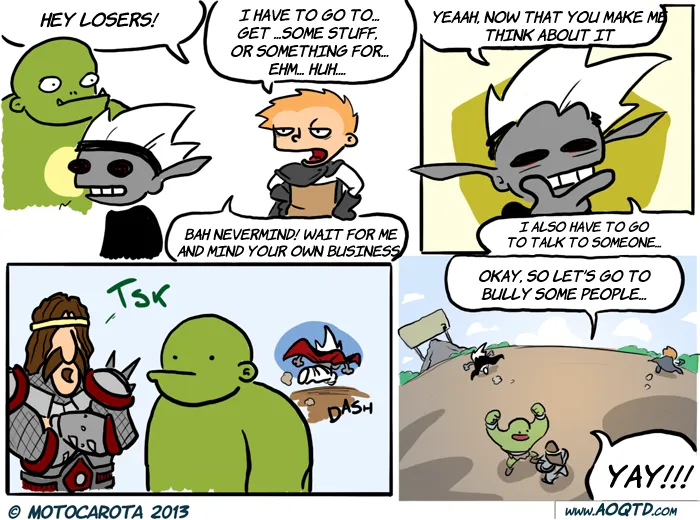 HEY LOSERS!
I HAVE TO GO TO...
GET ...SOME STUFF,
OR SOMETHING FOR...
EHM... HUH....
BAH NEVERMIND! WAIT FOR ME
AND MIND YOUR OWN BUSINESS
YEAAH, NOW THAT YOU MAKE ME
THINK ABOUT IT
I ALSO HAVE TO GO
TO TALK TO SOMEONE...
TSK
DASH
OKAY, SO LET'S GO TO
BULLY SOME PEOPLE...
YAY!!!
© MOTOCAROTA 2013
WWW.AOQTD.COM